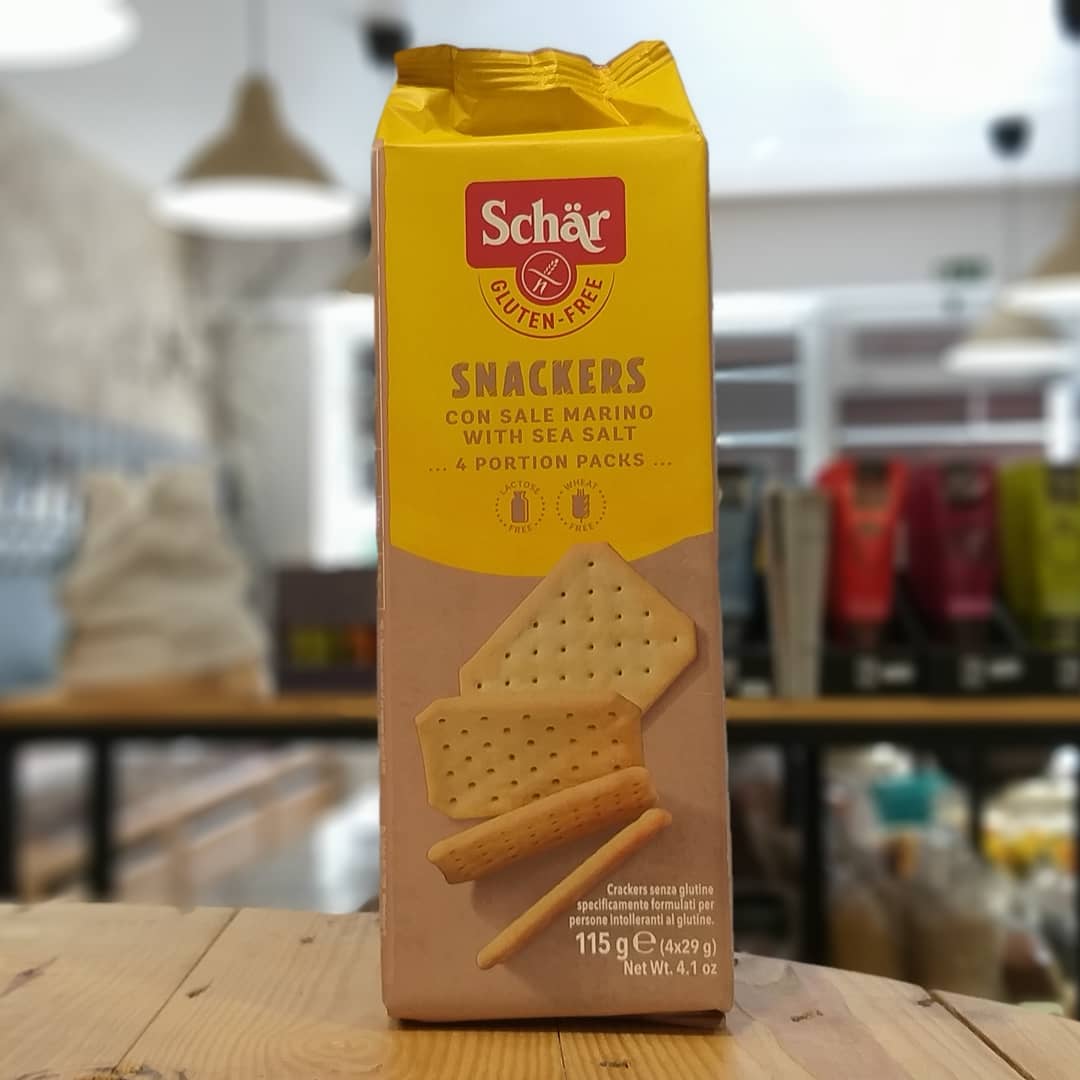 Schär
GLUTEN-FREE
SNACKERS
CON SALE MARINO
WITH SEA SALT
... 4 PORTION PACKS ...
LACTOSE FREE
WHEAT FREE
Crackers senza glutine
specificamente formulati per
persone intolleranti al glutine.
115 g ℮ (4x29 g)
Net Wt. 4.1 oz